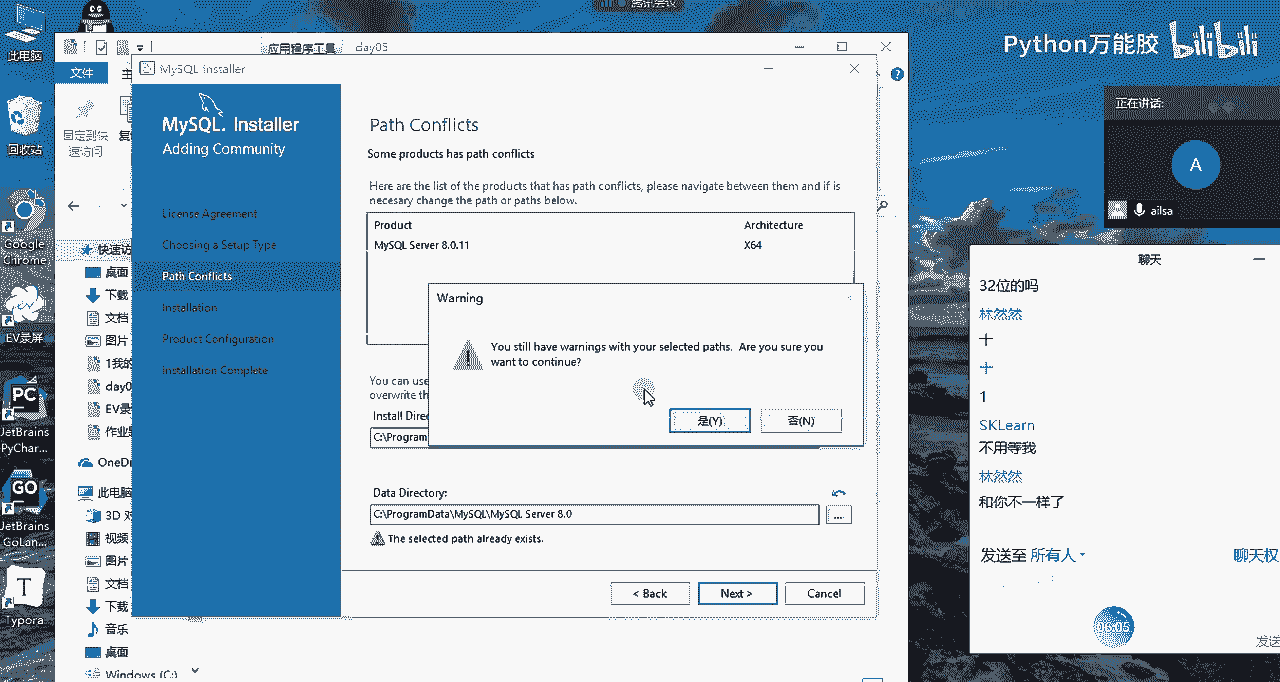 此电脑
回收站
Google
Chrome
EV录屏
JetBrains
PyChar...
JetBrains
GoLan...
Typora
应用程序工具
day05
文件
主
固定到快
速访问
复
快速访
桌面
下载
文档
图片
1我的
day0
EV录
作业
OneDr
此电脑
3D 对
视频
图片
文档
下载
音乐
桌面
Windows (C:)
MySQL Installer
MySQL. Installer
Adding Community
License Agreement
Choosing a Setup Type
Path Conflicts
Installation
Product Configuration
Installation Complete
Path Conflicts
Some products has path conflicts
Here are the list of the products that has path conflicts, please navigate between them and if is
necesary change the path or paths below.
Product Architecture
MySQL Server 8.0.11 X64
Warning
You still have warnings with your selected paths. Are you sure you
want to continue?
是(Y) 否(N)
You can use
overwrite th
Install Direc
C:\Program
Data Directory:
C:\ProgramData\MySQL\MySQL Server 8.0
...
The selected path already exists.
< Back Next > Cancel
腾讯会议
Python万能胶 bilibili
正在讲话:
A
ailsa
聊天
32位的吗
林然然
十
十
1
SKLearn
不用等我
林然然
和你不一样了
发送至 所有人
聊天权
06:05
发送